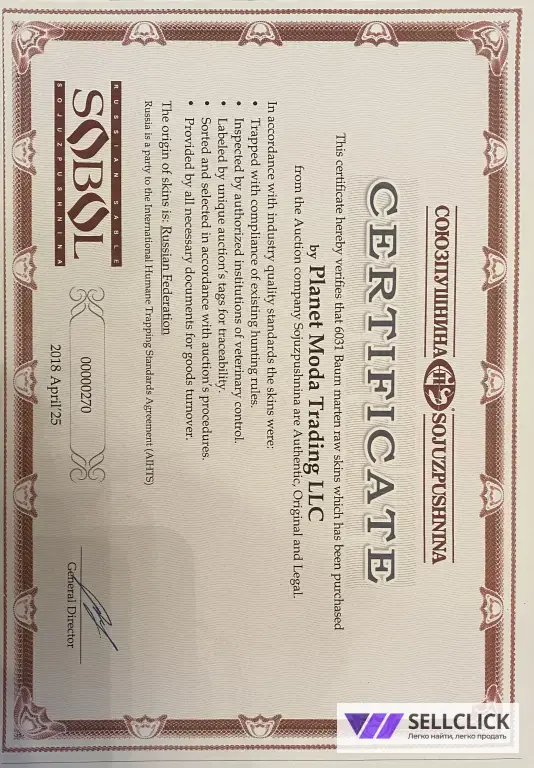 СОЮЗПУШНИНА SOJUZPUSHNINA
CERTIFICATE
This certificate hereby verifies that 6031 Baum marten raw skins which has been purchased
by Planet Moda Trading LLC
from the Auction company Sojuzpushnina are Authentic, Original and Legal.
In accordance with industry quality standards the skins were:
• Trapped with compliance of existing hunting rules.
• Inspected by authorized institutions of veterinary control.
• Labeled by unique auction's tags for traceability.
• Sorted and selected in accordance with auction's procedures.
• Provided by all necessary documents for goods turnover.
The origin of skins is: Russian Federation
Russia is a party to the International Humane Trapping Standards Agreement (AIHTS)
RUSSIAN SABLE
SOBOL
SOJUZPUSHNINA
00000270
2018 April'25
General Director
SELLCLICK
Легко найти, легко продать